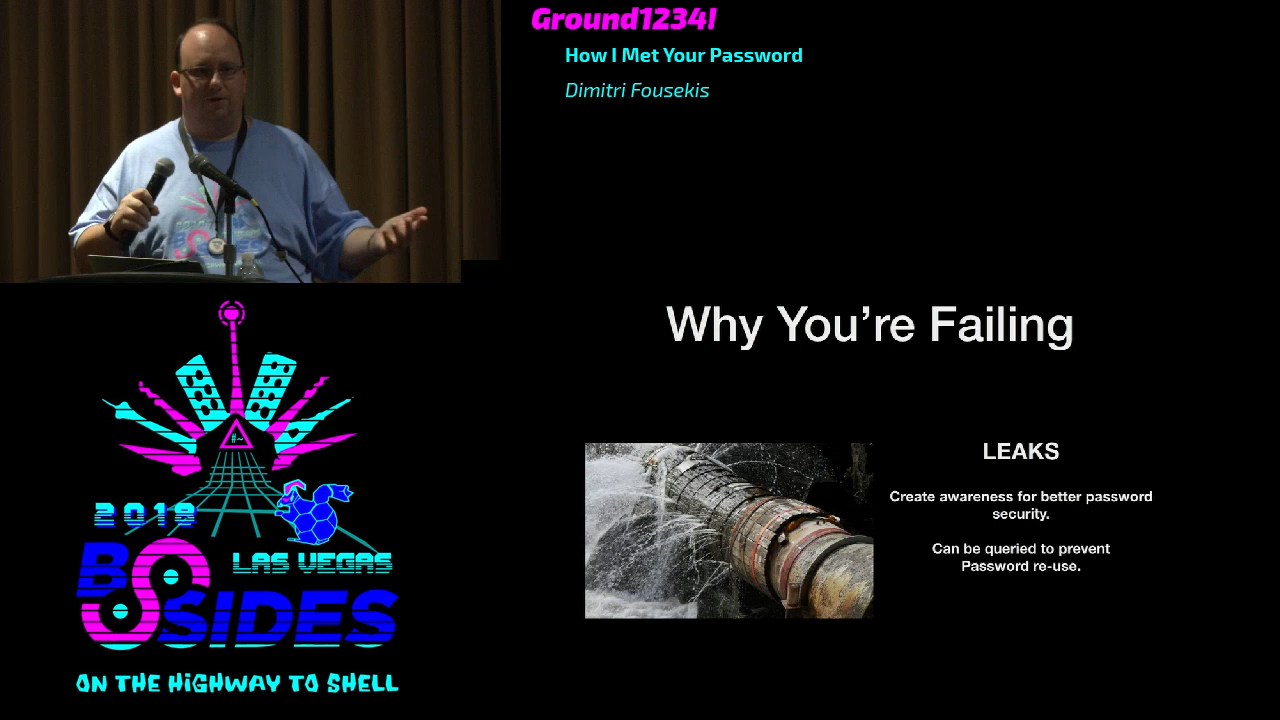 Ground1234!
How I Met Your Password
Dimitri Fousekis
Why You're Failing
LEAKS
Create awareness for better password
security.
Can be queried to prevent
Password re-use.
#~
2018
LAS VEGAS
BSIDES
ON THE HIGHWAY TO SHELL
BSIDES